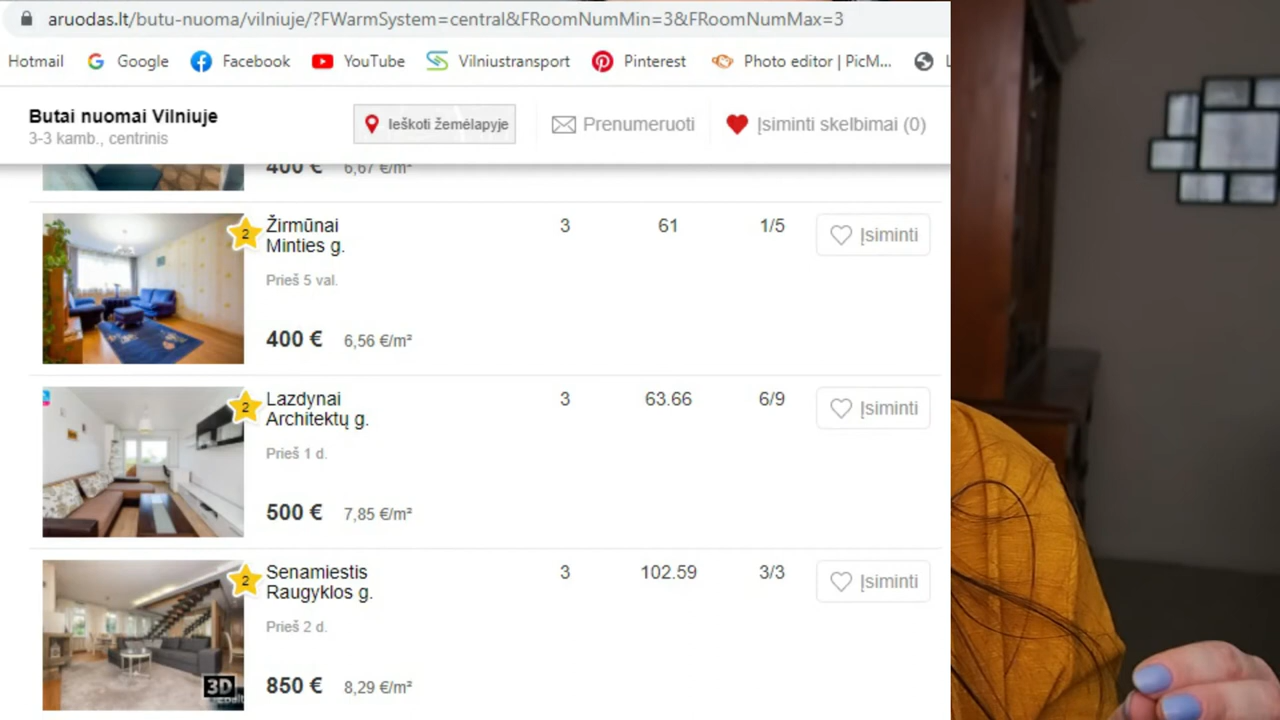 aruodas.lt/butu-nuoma/vilniuje/?FWarmSystem=central&FRoomNumMin=3&FRoomNumMax=3
Hotmail Google Facebook YouTube Vilniustransport Pinterest Photo editor | PicM...
Butai nuomai Vilniuje
3-3 kamb., centrinis
Ieškoti žemėlapyje
Prenumeruoti
Įsiminti skelbimai (0)
400 € 6,67 €/m²
2
Žirmūnai
Minties g.
3 61 1/5
Įsiminti
Prieš 5 val.
400 € 6,56 €/m²
2
Lazdynai
Architektų g.
3 63.66 6/9
Įsiminti
Prieš 1 d.
500 € 7,85 €/m²
2
Senamiestis
Raugyklos g.
3 102.59 3/3
Įsiminti
Prieš 2 d.
3D
850 € 8,29 €/m²